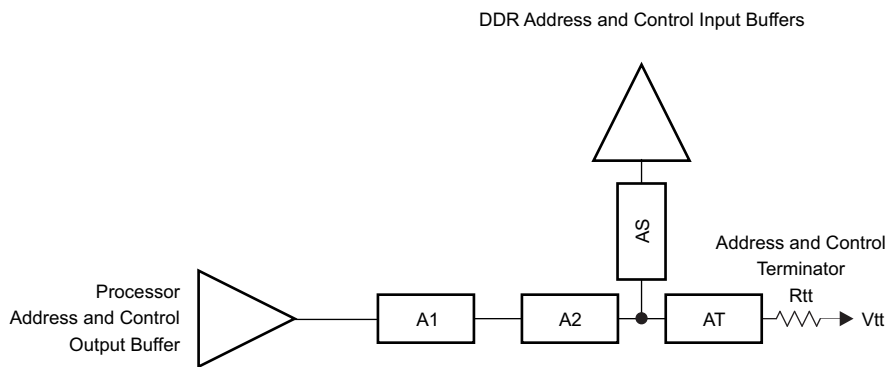 DDR Address and Control Input Buffers
AS
Processor
Address and Control
Output Buffer
A1
A2
AT
Address and Control
Terminator
Rtt
Vtt